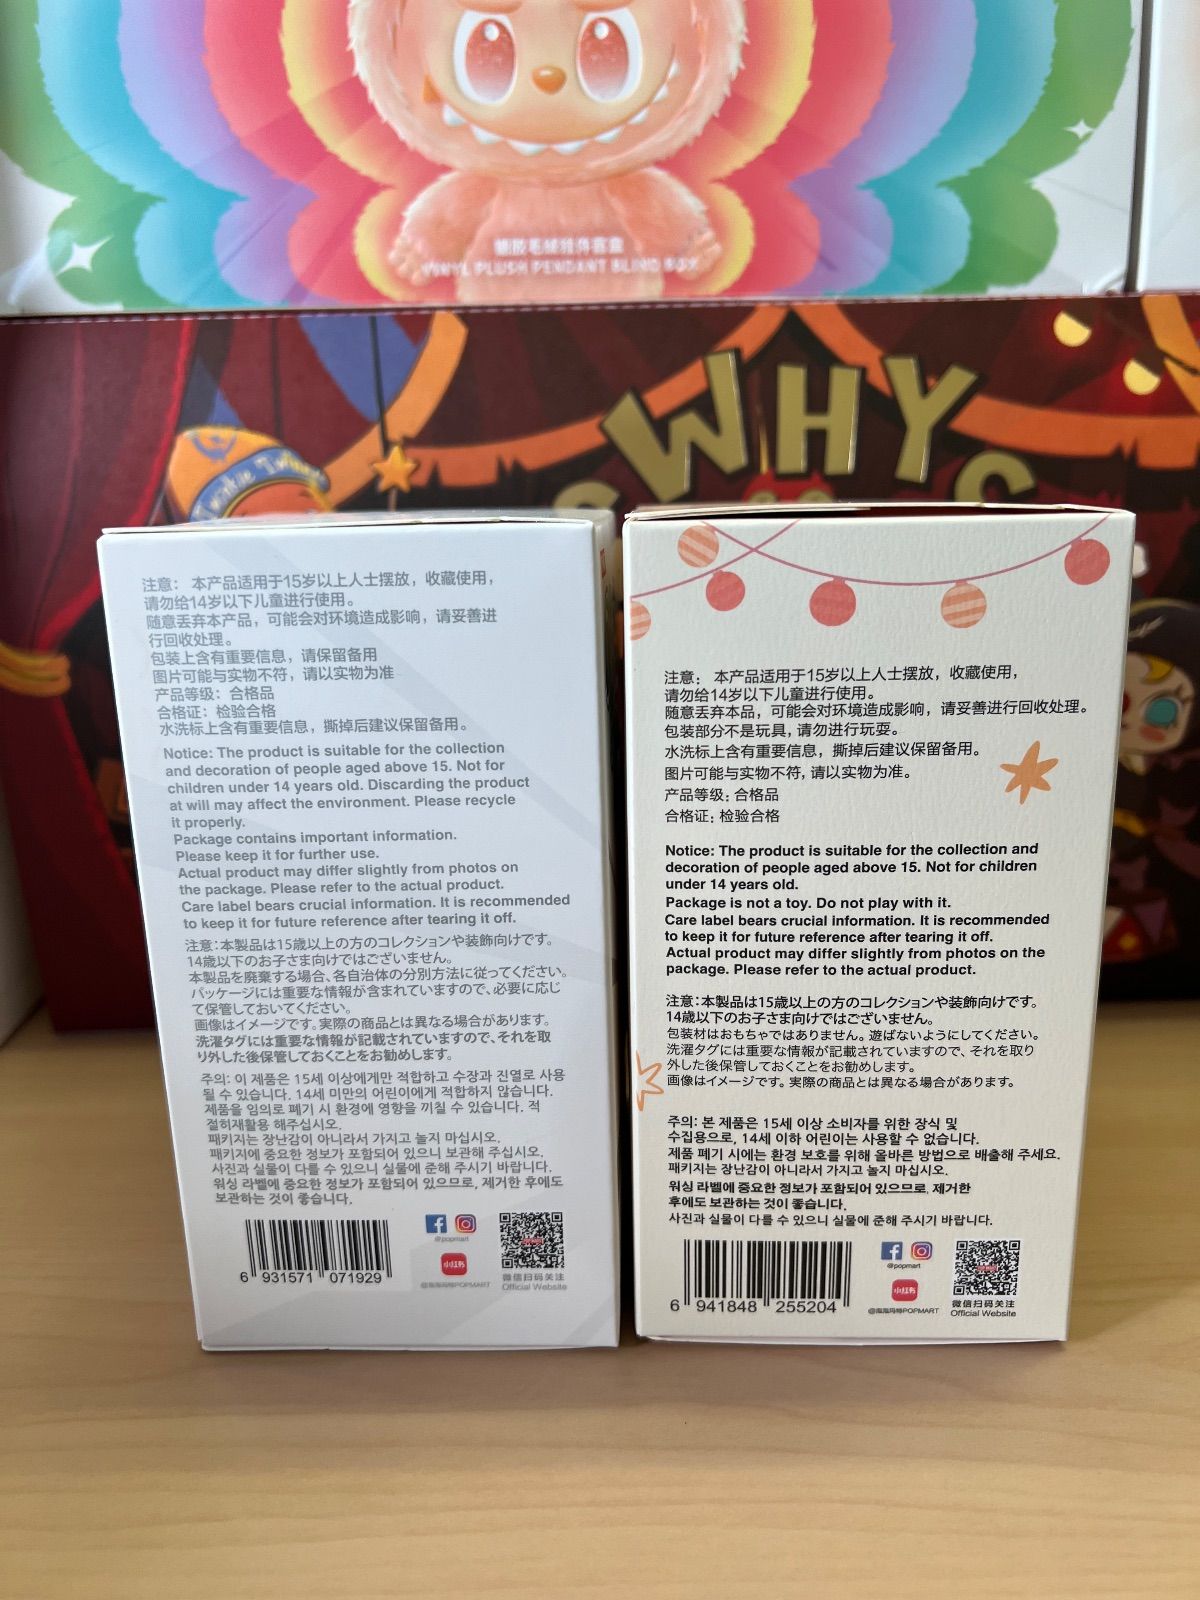 塑胶毛绒挂件盲盒
VINYL PLUSH PENDANT BLIND BOX
WHY
Twinkle Twinkle
注意： 本产品适用于15岁以上人士摆放，收藏使用，
请勿给14岁以下儿童进行使用。
随意丢弃本产品，可能会对环境造成影响，请妥善进
行回收处理。
包装上含有重要信息，请保留备用
图片可能与实物不符，请以实物为准
产品等级：合格品
合格证：检验合格
水洗标上含有重要信息，撕掉后建议保留备用。
Notice: The product is suitable for the collection
and decoration of people aged above 15. Not for
children under 14 years old. Discarding the product
at will may affect the environment. Please recycle
it properly.
Package contains important information.
Please keep it for further use.
Actual product may differ slightly from photos on
the package. Please refer to the actual product.
Care label bears crucial information. It is recommended
to keep it for future reference after tearing it off.
注意：本製品は15歳以上の方のコレクションや装飾向けです。
14歳以下のお子さま向けではございません。
本製品を廃棄する場合、各自治体の分別方法に従ってください。
パッケージには重要な情報が含まれていますので、必要に応じ
て保管しておいてください。
画像はイメージです。実際の商品とは異なる場合があります。
洗濯タグには重要な情報が記載されていますので、それを取
り外した後保管しておくことをお勧めします。
주의: 이 제품은 15세 이상에게만 적합하고 수장과 진열로 사용
될 수 있습니다. 14세 미만의 어린이에게 적합하지 않습니다.
제품을 임의로 폐기 시 환경에 영향을 끼칠 수 있습니다. 적
절히재활용 해주십시오.
패키지는 장난감이 아니라서 가지고 놀지 마십시오.
패키지에 중요한 정보가 포함되어 있으니 보관해 주십시오.
사진과 실물이 다를 수 있으니 실물에 준해 주시기 바랍니다.
워싱 라벨에 중요한 정보가 포함되어 있으므로, 제거한 후에도
보관하는 것이 좋습니다.
@popmart
小红书
@泡泡玛特POPMART
微信扫码关注
Official Website
6 931571 071929
注意： 本产品适用于15岁以上人士摆放，收藏使用，
请勿给14岁以下儿童进行使用。
随意丢弃本品，可能会对环境造成影响，请妥善进行回收处理。
包装部分不是玩具，请勿进行玩耍。
水洗标上含有重要信息，撕掉后建议保留备用。
图片可能与实物不符，请以实物为准。
产品等级：合格品
合格证：检验合格
Notice: The product is suitable for the collection and
decoration of people aged above 15. Not for children
under 14 years old.
Package is not a toy. Do not play with it.
Care label bears crucial information. It is recommended
to keep it for future reference after tearing it off.
Actual product may differ slightly from photos on the
package. Please refer to the actual product.
注意：本製品は15歳以上の方のコレクションや装飾向けです。
14歳以下のお子さま向けではございません。
包装材はおもちゃではありません。遊ばないようにしてください。
洗濯タグには重要な情報が記載されていますので、それを取り
外した後保管しておくことをお勧めします。
画像はイメージです。実際の商品とは異なる場合があります。
주의: 본 제품은 15세 이상 소비자를 위한 장식 및
수집용으로, 14세 이하 어린이는 사용할 수 없습니다.
제품 폐기 시에는 환경 보호를 위해 올바른 방법으로 배출해 주세요.
패키지는 장난감이 아니라서 가지고 놀지 마십시오.
워싱 라벨에 중요한 정보가 포함되어 있으므로, 제거한
후에도 보관하는 것이 좋습니다.
사진과 실물이 다를 수 있으니 실물에 준해 주시기 바랍니다.
@popmart
小红书
@泡泡玛特POPMART
微信扫码关注
Official Website
6 941848 255204